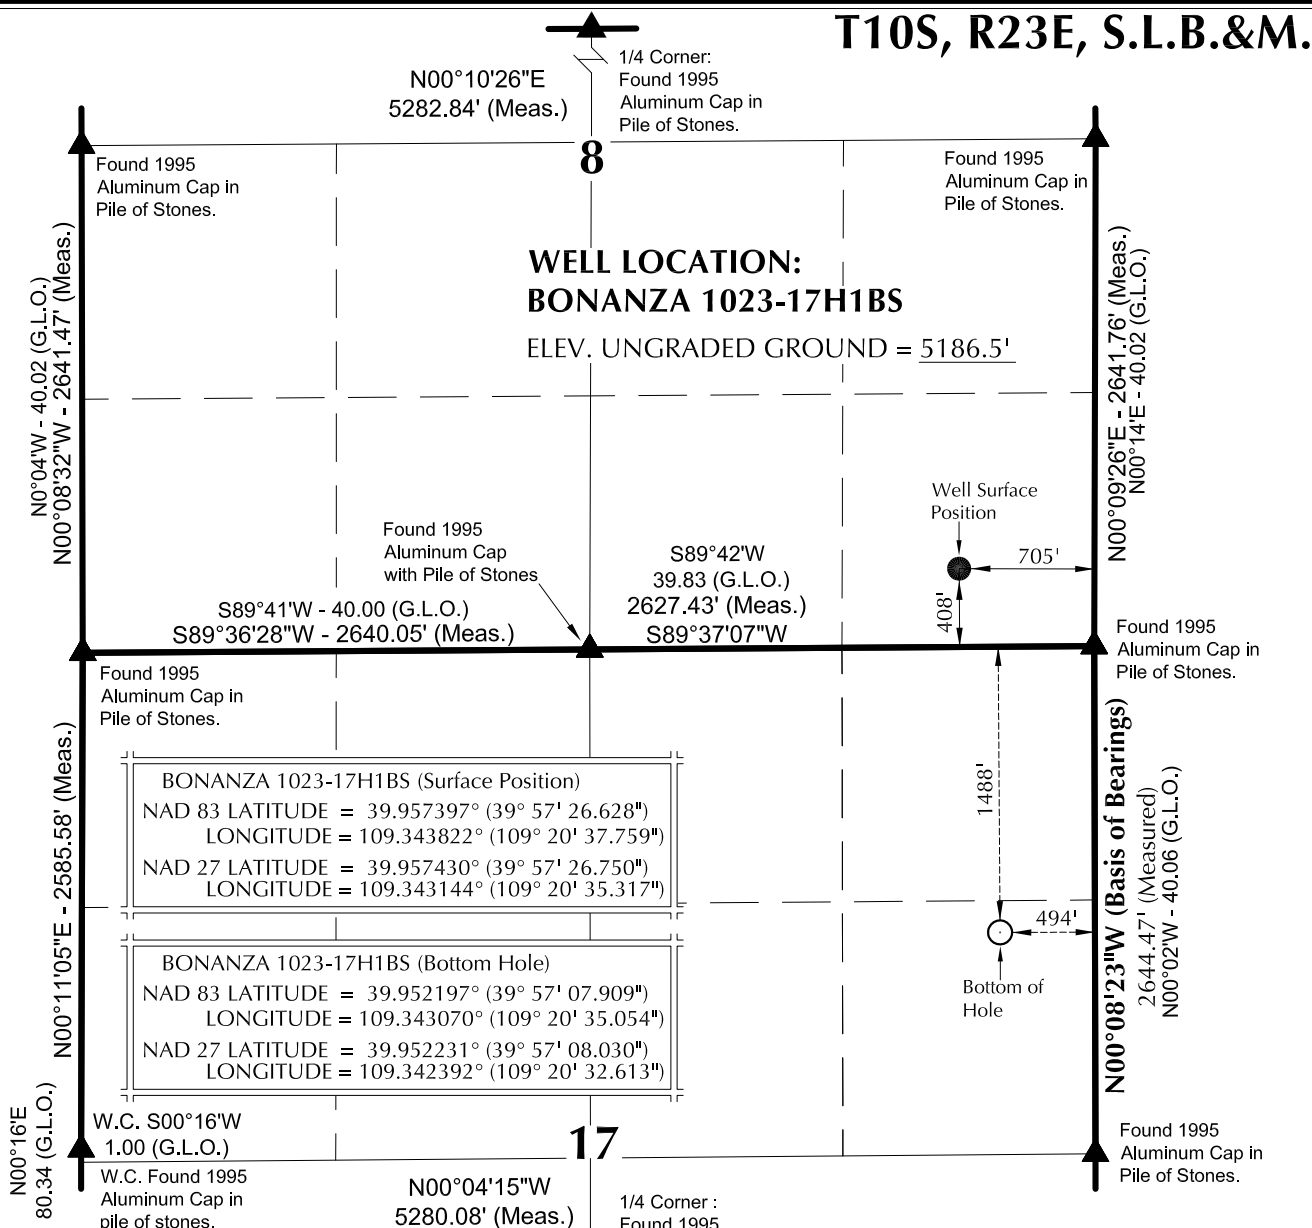 T10S, R23E, S.L.B.&M.
N00°10'26"E
5282.84' (Meas.)
1/4 Corner:
Found 1995
Aluminum Cap in
Pile of Stones.
8
Found 1995
Aluminum Cap in
Pile of Stones.
Found 1995
Aluminum Cap in
Pile of Stones.
WELL LOCATION:
BONANZA 1023-17H1BS
ELEV. UNGRADED GROUND = 5186.5'
N0°04'W - 40.02 (G.L.O.)
N00°08'32"W - 2641.47' (Meas.)
N00°09'26"E - 2641.76' (Meas.)
N00°14'E - 40.02 (G.L.O.)
Well Surface
Position
705'
408'
Found 1995
Aluminum Cap
with Pile of Stones
S89°42'W
39.83 (G.L.O.)
2627.43' (Meas.)
S89°37'07"W
S89°41'W - 40.00 (G.L.O.)
S89°36'28"W - 2640.05' (Meas.)
Found 1995
Aluminum Cap in
Pile of Stones.
Found 1995
Aluminum Cap in
Pile of Stones.
N00°11'05"E - 2585.58' (Meas.)
BONANZA 1023-17H1BS (Surface Position)
NAD 83 LATITUDE = 39.957397° (39° 57' 26.628")
LONGITUDE = 109.343822° (109° 20' 37.759")
NAD 27 LATITUDE = 39.957430° (39° 57' 26.750")
LONGITUDE = 109.343144° (109° 20' 35.317")
BONANZA 1023-17H1BS (Bottom Hole)
NAD 83 LATITUDE = 39.952197° (39° 57' 07.909")
LONGITUDE = 109.343070° (109° 20' 35.054")
NAD 27 LATITUDE = 39.952231° (39° 57' 08.030")
LONGITUDE = 109.342392° (109° 20' 32.613")
1488'
494'
Bottom of
Hole
N00°08'23"W (Basis of Bearings)
2644.47' (Measured)
N00°02'W - 40.06 (G.L.O.)
N00°16'E
80.34 (G.L.O.)
W.C. S00°16'W
1.00 (G.L.O.)
W.C. Found 1995
Aluminum Cap in
pile of stones.
17
N00°04'15"W
5280.08' (Meas.)
1/4 Corner :
Found 1995
Found 1995
Aluminum Cap in
Pile of Stones.